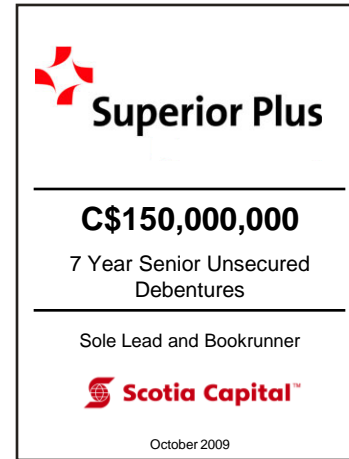 Superior Plus
C$150,000,000
7 Year Senior Unsecured
Debentures
Sole Lead and Bookrunner
Scotia Capital™
October 2009